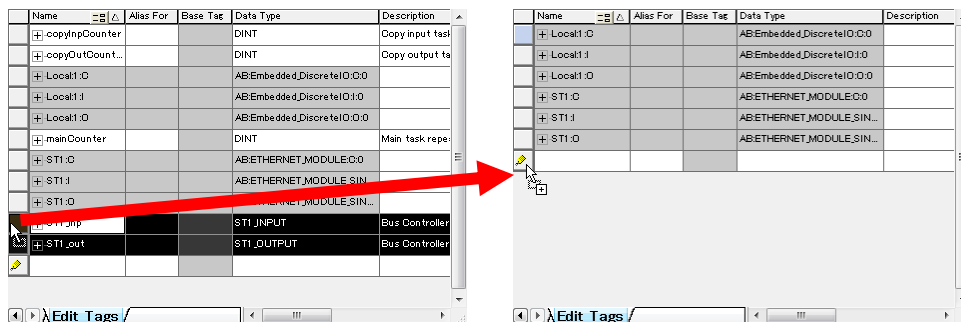 Name Alias For Base Tag Data Type Description
copyInpCounter DINT Copy input tas
copyOutCount... DINT Copy output ta
Local:1:C AB:Embedded_DiscreteIO:C:0
Local:1:I AB:Embedded_DiscreteIO:I:0
Local:1:O AB:Embedded_DiscreteIO:O:0
mainCounter DINT Main task repe
ST1:C AB:ETHERNET_MODULE:C:0
ST1:I AB:ETHERNET_MODULE_SIN...
ST1:O AB:ETHERNET_MODULE_SIN...
ST1_inp ST1_INPUT Bus Controller
ST1_out ST1_OUTPUT Bus Controller
Edit Tags
Name Alias For Base Tag Data Type Description
Local:1:C AB:Embedded_DiscreteIO:C:0
Local:1:I AB:Embedded_DiscreteIO:I:0
Local:1:O AB:Embedded_DiscreteIO:O:0
ST1:C AB:ETHERNET_MODULE:C:0
ST1:I AB:ETHERNET_MODULE_SIN...
ST1:O AB:ETHERNET_MODULE_SIN...
Edit Tags